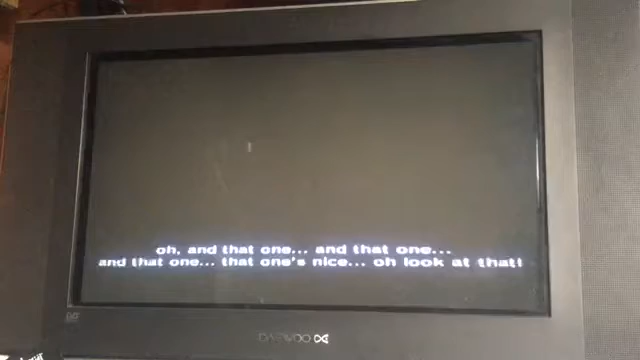 oh, and that one... and that one...
and that one... that one's nice... oh look at that!
DAEWOO